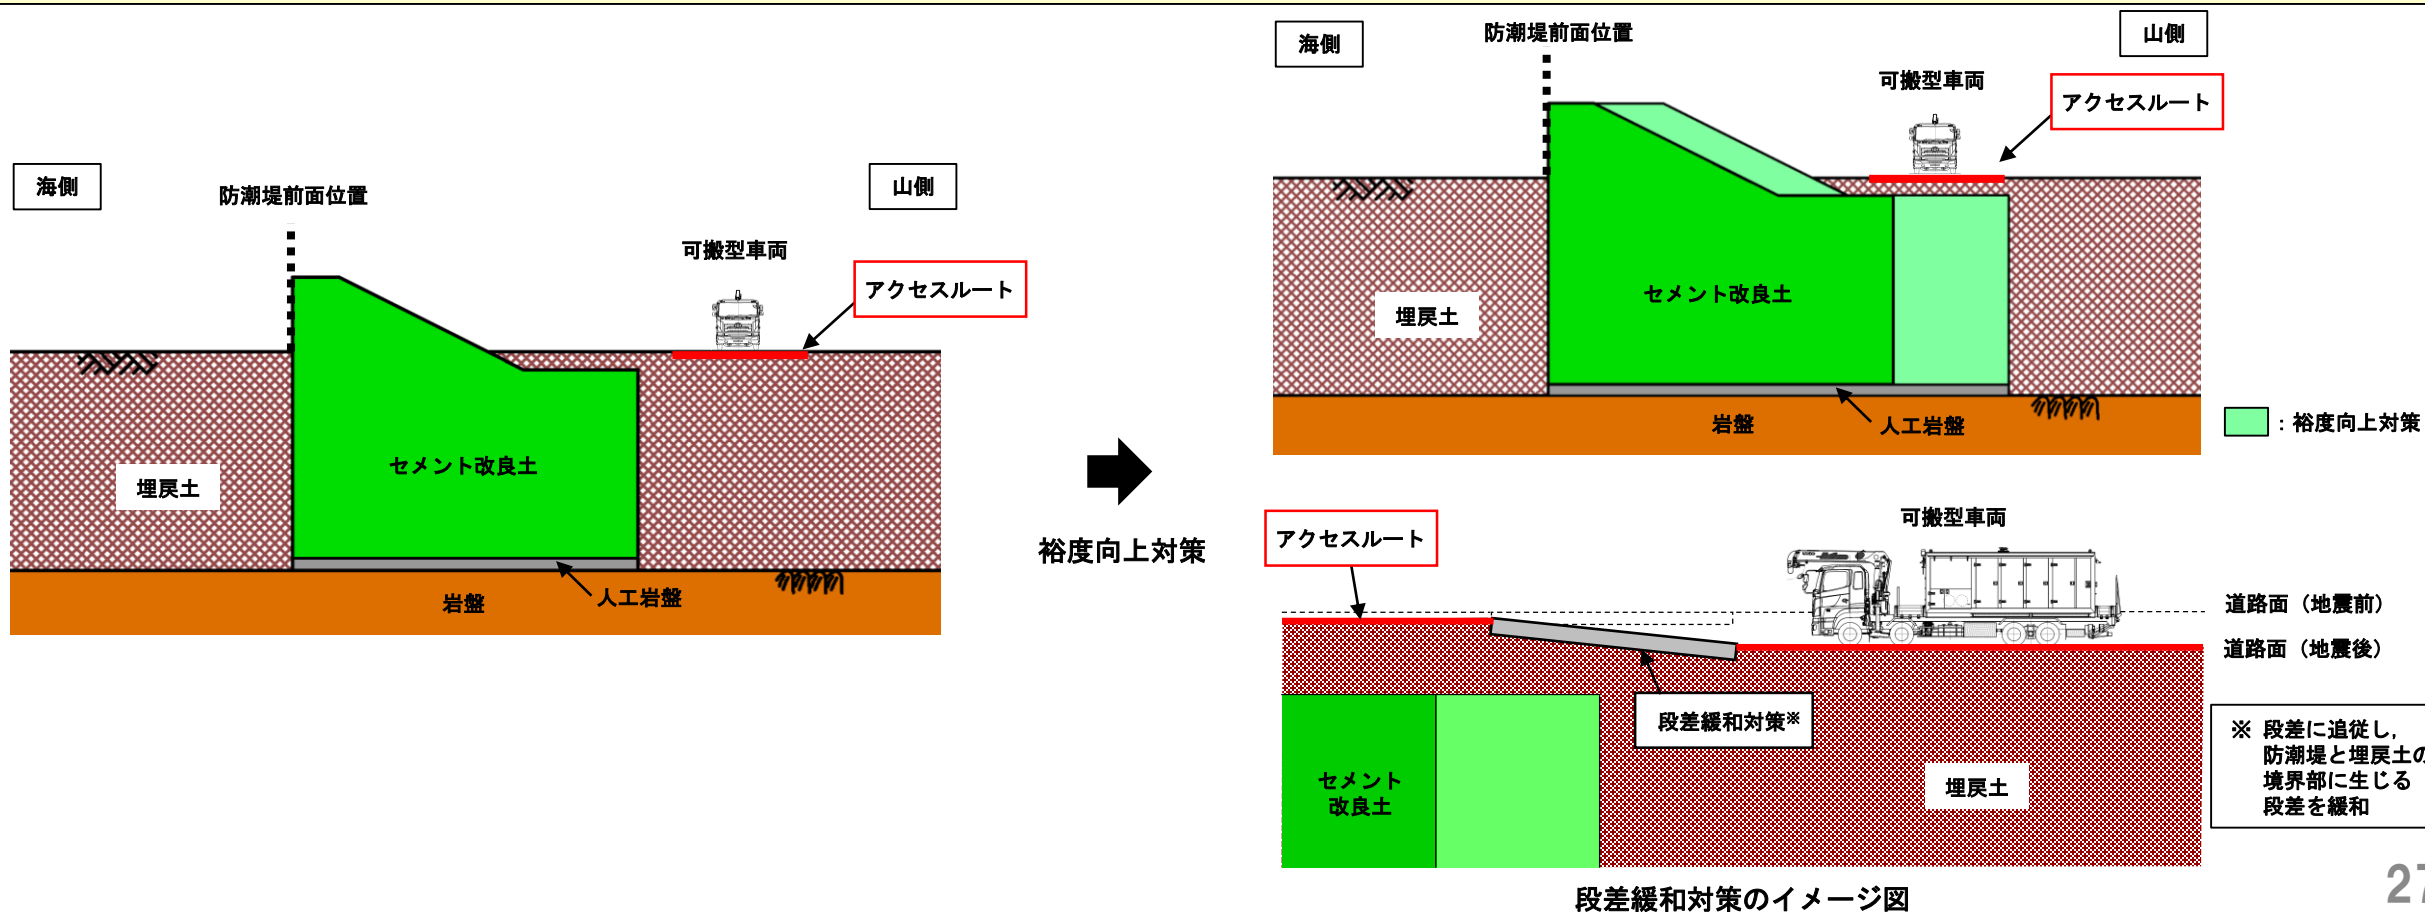 海側
防潮堤前面位置
山側
可搬型車両
アクセスルート
セメント改良土
埋戻土
岩盤
人工岩盤
裕度向上対策
海側
防潮堤前面位置
山側
可搬型車両
アクセスルート
セメント改良土
埋戻土
岩盤
人工岩盤
：裕度向上対策
アクセスルート
可搬型車両
道路面（地震前）
道路面（地震後）
段差緩和対策※
セメント
改良土
埋戻土
※ 段差に追従し，
防潮堤と埋戻土の
境界部に生じる
段差を緩和
段差緩和対策のイメージ図
27